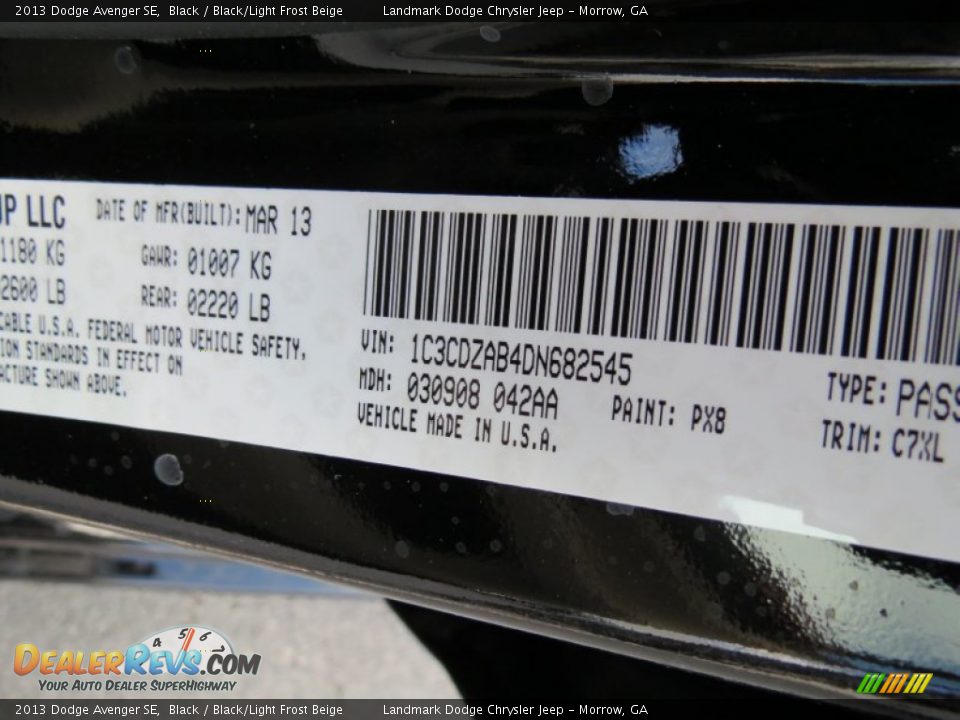 2013 Dodge Avenger SE,  Black / Black/Light Frost Beige     Landmark Dodge Chrysler Jeep – Morrow, GA
UP LLC
DATE OF MFR(BUILT): MAR 13
1180 KG
GAWR: 01007 KG
2600 LB
REAR: 02220 LB
CABLE U.S.A. FEDERAL MOTOR VEHICLE SAFETY,
ION STANDARDS IN EFFECT ON
ACTURE SHOWN ABOVE.
VIN: 1C3CDZAB4DN682545
TYPE: PASS
MDH: 030908 042AA
PAINT: PX8
TRIM: C7XL
VEHICLE MADE IN U.S.A.
4 5 6
DEALERREVS.COM
YOUR AUTO DEALER SUPERHIGHWAY
2013 Dodge Avenger SE,  Black / Black/Light Frost Beige     Landmark Dodge Chrysler Jeep – Morrow, GA